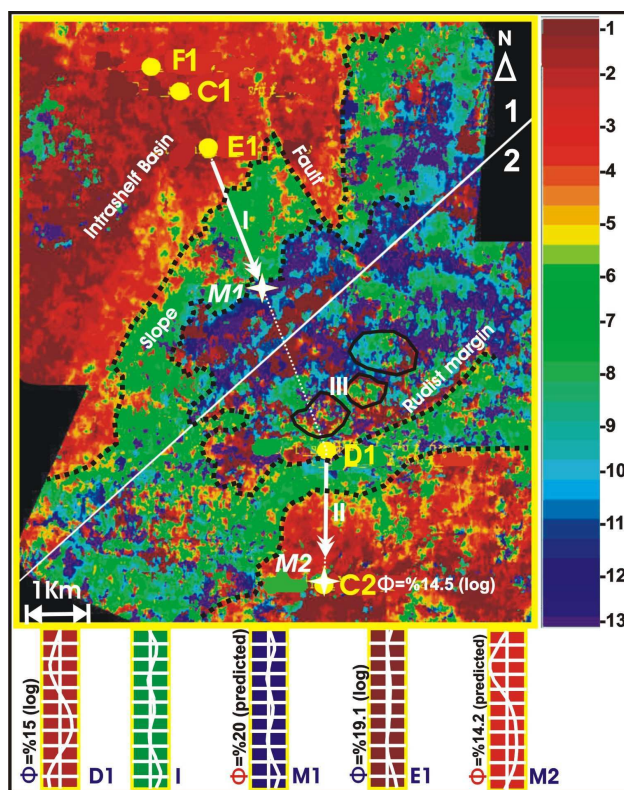 F1
C1
E1
N
1
2
Intrashelf Basin
Fault
I
M1
Slope
III
Rudist margin
D1
II
M2
C2 Φ=%14.5 (log)
1Km
-1
-2
-3
-4
-5
-6
-7
-8
-9
-10
-11
-12
-13
Φ=%15 (log)
D1
I
Φ=%20 (predicted)
M1
Φ=%19.1 (log)
E1
Φ=%14.2 (predicted)
M2